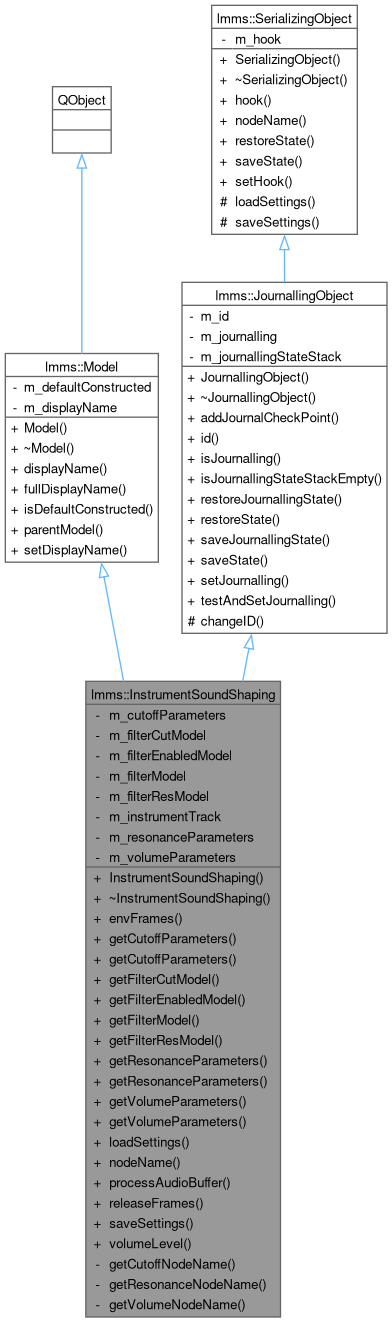 lmms::SerializingObject
- m_hook
+ SerializingObject()
+ ~SerializingObject()
+ hook()
+ nodeName()
+ restoreState()
+ saveState()
+ setHook()
# loadSettings()
# saveSettings()
QObject
lmms::JournallingObject
- m_id
- m_journalling
- m_journallingStateStack
+ JournallingObject()
+ ~JournallingObject()
+ addJournalCheckPoint()
+ id()
+ isJournalling()
+ isJournallingStateStackEmpty()
+ restoreJournallingState()
+ restoreState()
+ saveJournallingState()
+ saveState()
+ setJournalling()
+ testAndSetJournalling()
# changeID()
lmms::Model
- m_defaultConstructed
- m_displayName
+ Model()
+ ~Model()
+ displayName()
+ fullDisplayName()
+ isDefaultConstructed()
+ parentModel()
+ setDisplayName()
lmms::InstrumentSoundShaping
- m_cutoffParameters
- m_filterCutModel
- m_filterEnabledModel
- m_filterModel
- m_filterResModel
- m_instrumentTrack
- m_resonanceParameters
- m_volumeParameters
+ InstrumentSoundShaping()
+ ~InstrumentSoundShaping()
+ envFrames()
+ getCutoffParameters()
+ getCutoffParameters()
+ getFilterCutModel()
+ getFilterEnabledModel()
+ getFilterModel()
+ getFilterResModel()
+ getResonanceParameters()
+ getResonanceParameters()
+ getVolumeParameters()
+ getVolumeParameters()
+ loadSettings()
+ nodeName()
+ processAudioBuffer()
+ releaseFrames()
+ saveSettings()
+ volumeLevel()
- getCutoffNodeName()
- getResonanceNodeName()
- getVolumeNodeName()